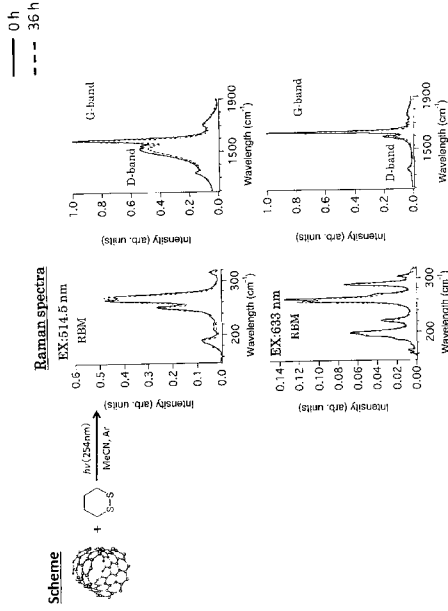 0 h
36 h
Scheme
+
S-S
hν(254nm)
MeCN, Ar
Raman spectra
EX:514.5 nm
RBM
Intensity (arb. units)
0.6
0.5
0.4
0.3
0.2
0.1
0.0
200
300
Wavelength (cm⁻¹)
G-band
D-band
Intensity (arb. units)
1.0
0.8
0.6
0.4
0.2
0.0
1500
1900
Wavelength (cm⁻¹)
EX:633 nm
RBM
Intensity (arb. units)
0.14
0.12
0.10
0.08
0.06
0.04
0.02
0.00
200
300
Wavelength (cm⁻¹)
G-band
D-band
Intensity (arb. units)
1.0
0.8
0.6
0.4
0.2
0.0
1500
1900
Wavelength (cm⁻¹)